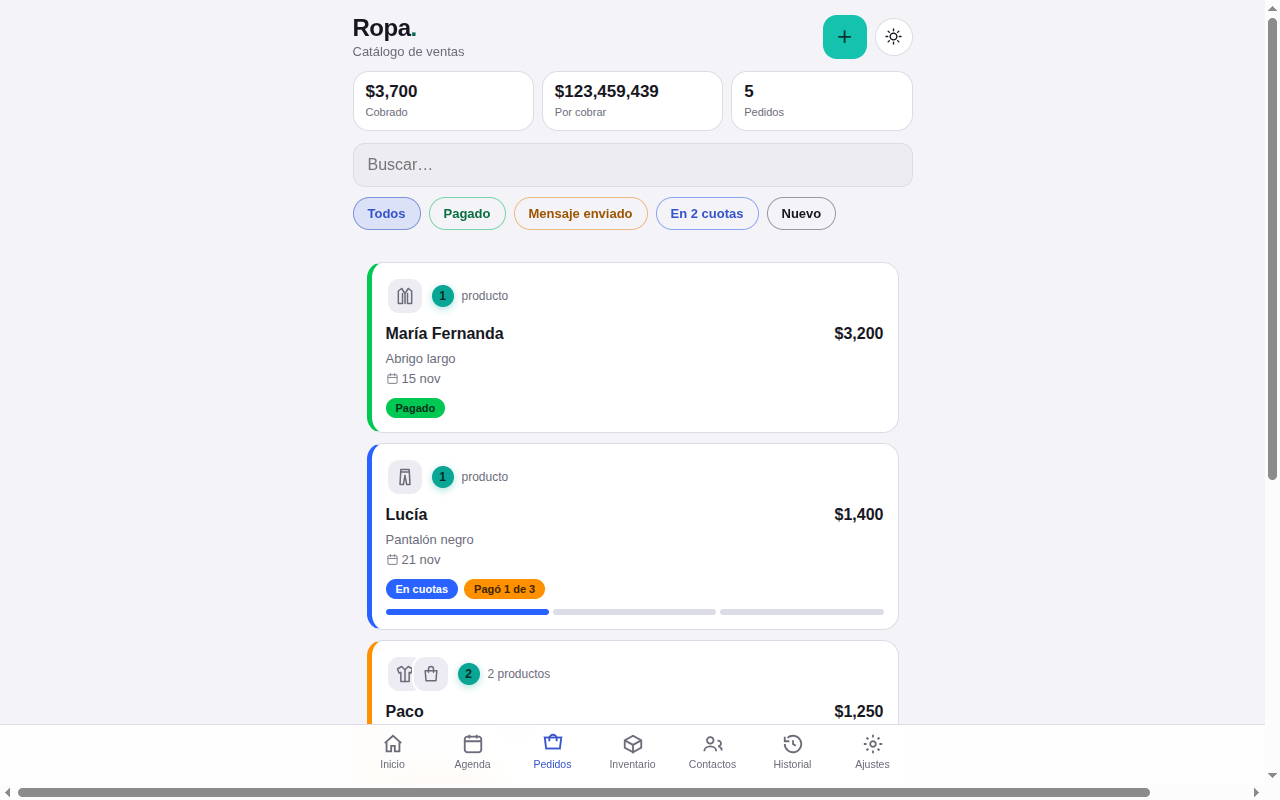 Ropa.
Catálogo de ventas
+
$3,700
Cobrado
$123,459,439
Por cobrar
5
Pedidos
Buscar…
Todos
Pagado
Mensaje enviado
En 2 cuotas
Nuevo
1 producto
María Fernanda $3,200
Abrigo largo
15 nov
Pagado
1 producto
Lucía $1,400
Pantalón negro
21 nov
En cuotas Pagó 1 de 3
2 2 productos
Paco $1,250
Inicio
Agenda
Pedidos
Inventario
Contactos
Historial
Ajustes